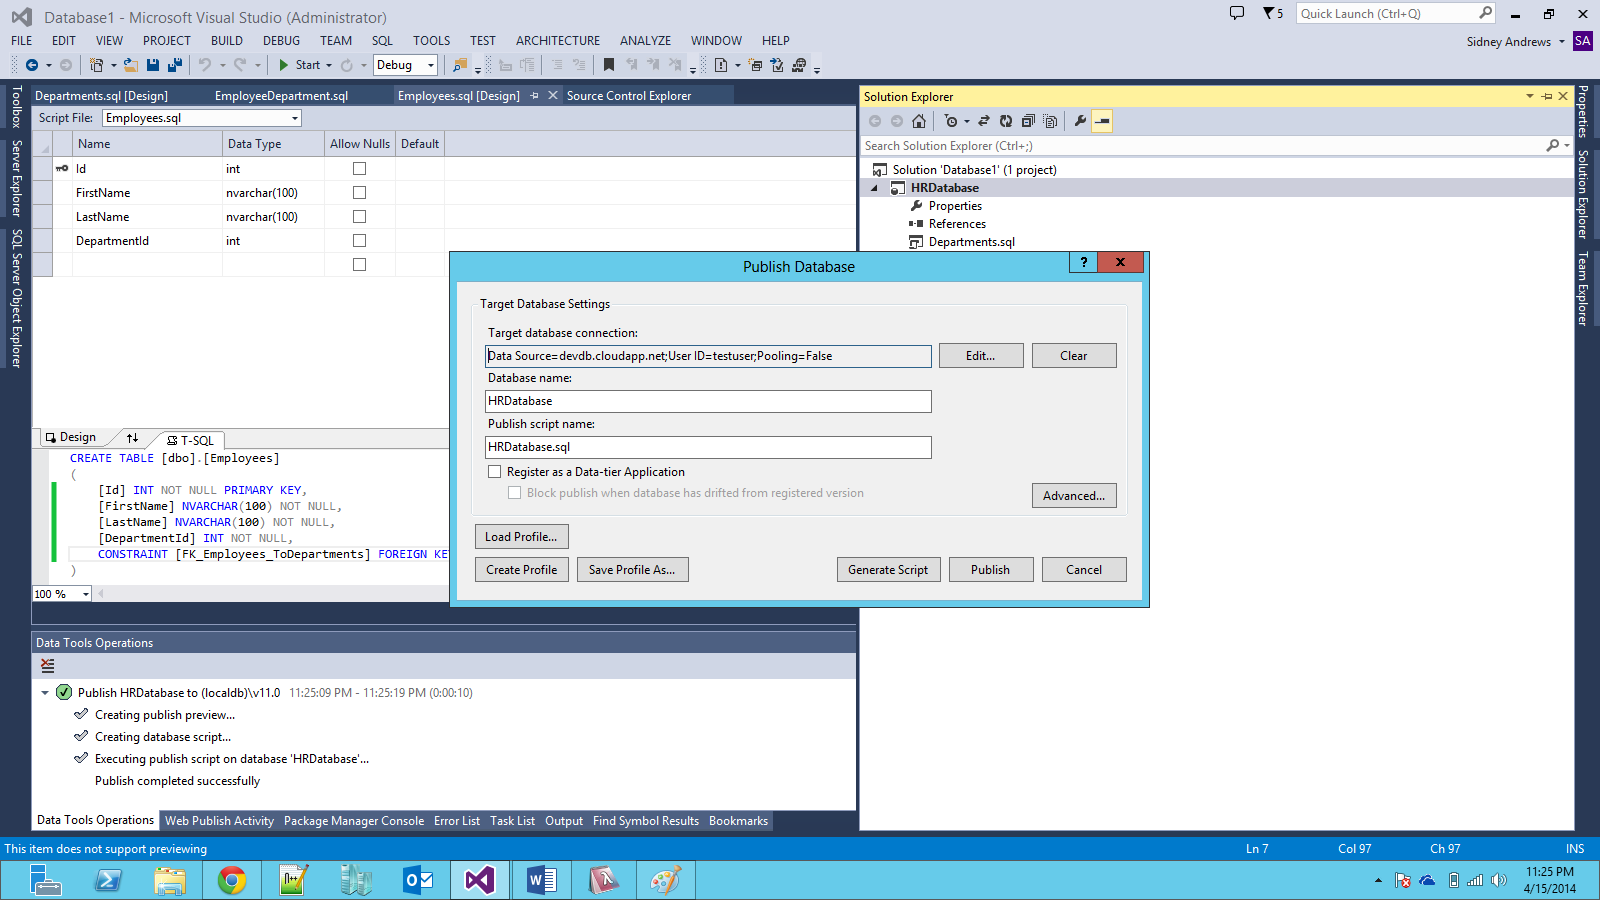 Database1 - Microsoft Visual Studio (Administrator)
5
Quick Launch (Ctrl+Q)
FILE EDIT VIEW PROJECT BUILD DEBUG TEAM SQL TOOLS TEST ARCHITECTURE ANALYZE WINDOW HELP
Sidney Andrews SA
Start Debug
Toolbox
Server Explorer
SQL Server Object Explorer
Departments.sql [Design] EmployeeDepartment.sql Employees.sql [Design] Source Control Explorer
Script File: Employees.sql
Name Data Type Allow Nulls Default
Id int
FirstName nvarchar(100)
LastName nvarchar(100)
DepartmentId int
Design T-SQL
CREATE TABLE [dbo].[Employees]
(
[Id] INT NOT NULL PRIMARY KEY,
[FirstName] NVARCHAR(100) NOT NULL,
[LastName] NVARCHAR(100) NOT NULL,
[DepartmentId] INT NOT NULL,
CONSTRAINT [FK_Employees_ToDepartments] FOREIGN KEY
)
100 %
Solution Explorer
Search Solution Explorer (Ctrl+;)
Solution 'Database1' (1 project)
HRDatabase
Properties
References
Departments.sql
Properties
Solution Explorer
Team Explorer
Publish Database
?
Target Database Settings
Target database connection:
Data Source=devdb.cloudapp.net;User ID=testuser;Pooling=False Edit... Clear
Database name:
HRDatabase
Publish script name:
HRDatabase.sql
Register as a Data-tier Application
Block publish when database has drifted from registered version
Advanced...
Load Profile...
Create Profile Save Profile As... Generate Script Publish Cancel
Data Tools Operations
Publish HRDatabase to (localdb)\v11.0 11:25:09 PM - 11:25:19 PM (0:00:10)
Creating publish preview...
Creating database script...
Executing publish script on database 'HRDatabase'...
Publish completed successfully
Data Tools Operations Web Publish Activity Package Manager Console Error List Task List Output Find Symbol Results Bookmarks
This item does not support previewing Ln 7 Col 97 Ch 97 INS
11:25 PM
4/15/2014